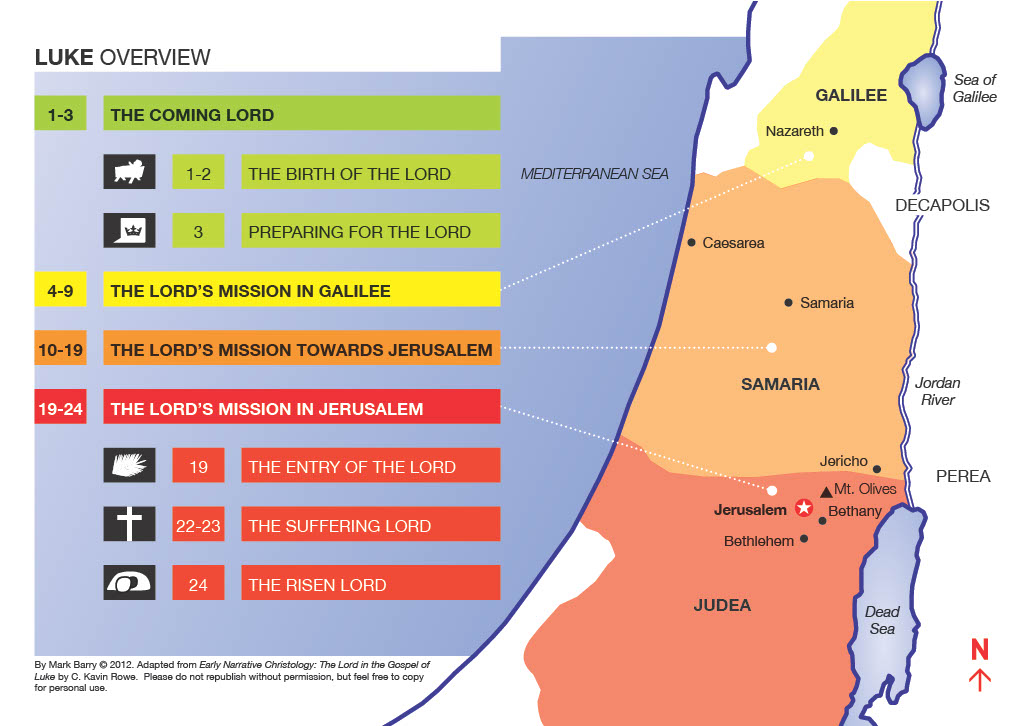 LUKE OVERVIEW
1-3 THE COMING LORD
1-2 THE BIRTH OF THE LORD
3 PREPARING FOR THE LORD
4-9 THE LORD'S MISSION IN GALILEE
10-19 THE LORD'S MISSION TOWARDS JERUSALEM
19-24 THE LORD'S MISSION IN JERUSALEM
19 THE ENTRY OF THE LORD
22-23 THE SUFFERING LORD
24 THE RISEN LORD
By Mark Barry © 2012. Adapted from Early Narrative Christology: The Lord in the Gospel of
Luke by C. Kavin Rowe. Please do not republish without permission, but feel free to copy
for personal use.
MEDITERRANEAN SEA
GALILEE
Sea of
Galilee
Nazareth
DECAPOLIS
Caesarea
Samaria
SAMARIA
Jordan
River
Jericho
PEREA
Mt. Olives
Jerusalem
Bethany
Bethlehem
JUDEA
Dead
Sea
N